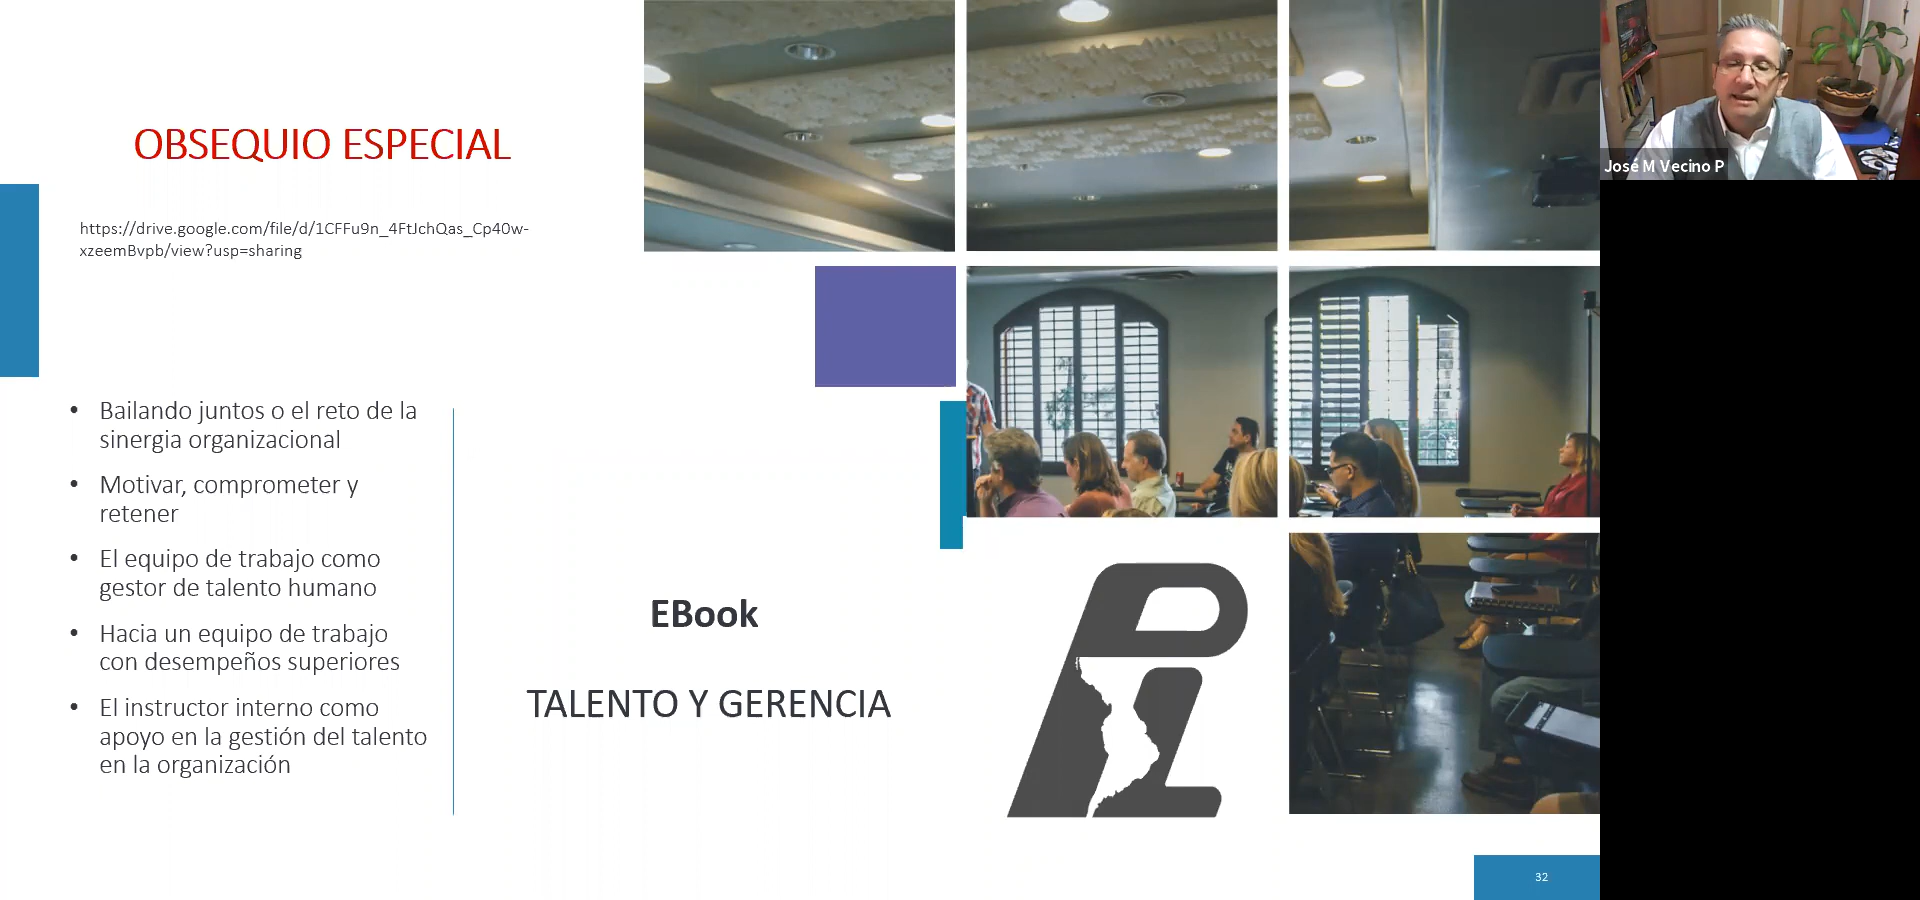 OBSEQUIO ESPECIAL
https://drive.google.com/file/d/1CFFu9n_4FtJchQas_Cp40w-
xzeemBvpb/view?usp=sharing
• Bailando juntos o el reto de la
sinergia organizacional
• Motivar, comprometer y
retener
• El equipo de trabajo como
gestor de talento humano
• Hacia un equipo de trabajo
con desempeños superiores
• El instructor interno como
apoyo en la gestión del talento
en la organización
EBook
TALENTO Y GERENCIA
32
José M Vecino P